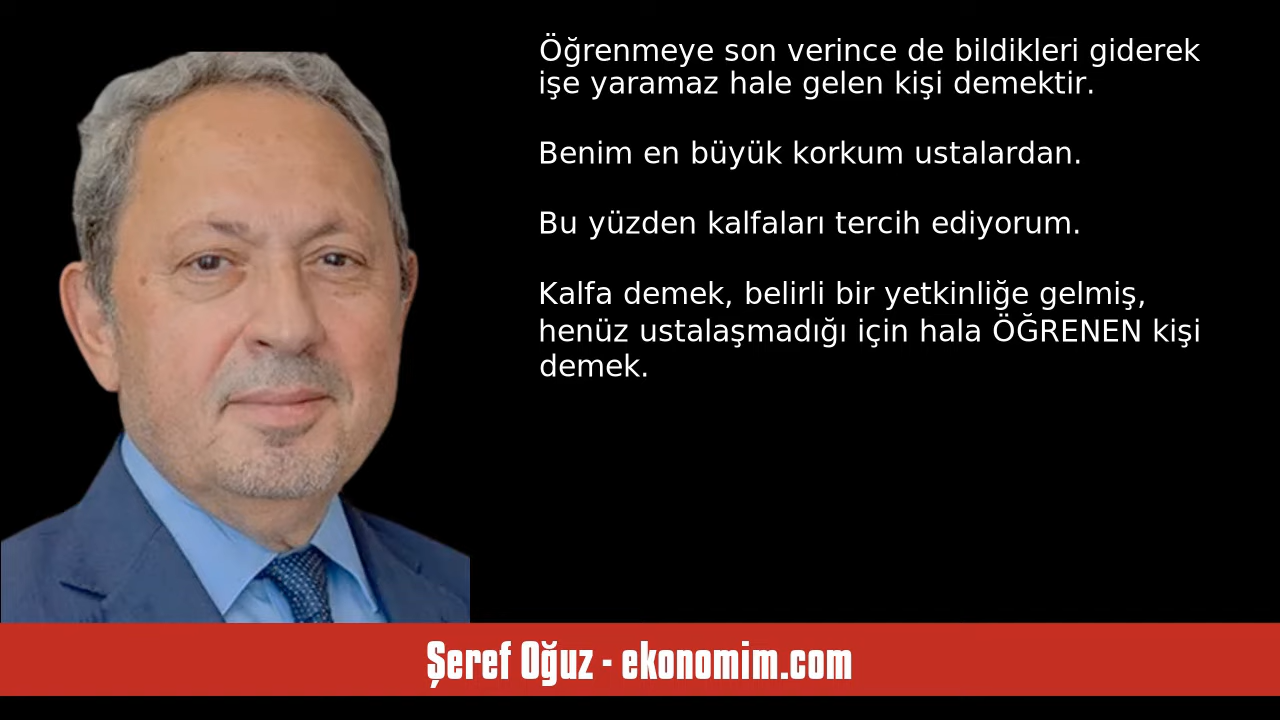 Öğrenmeye son verince de bildikleri giderek
işe yaramaz hale gelen kişi demektir.
Benim en büyük korkum ustalardan.
Bu yüzden kalfaları tercih ediyorum.
Kalfa demek, belirli bir yetkinliğe gelmiş,
henüz ustalaşmadığı için hala ÖĞRENEN kişi
demek.
Şeref Oğuz - ekonomim.com